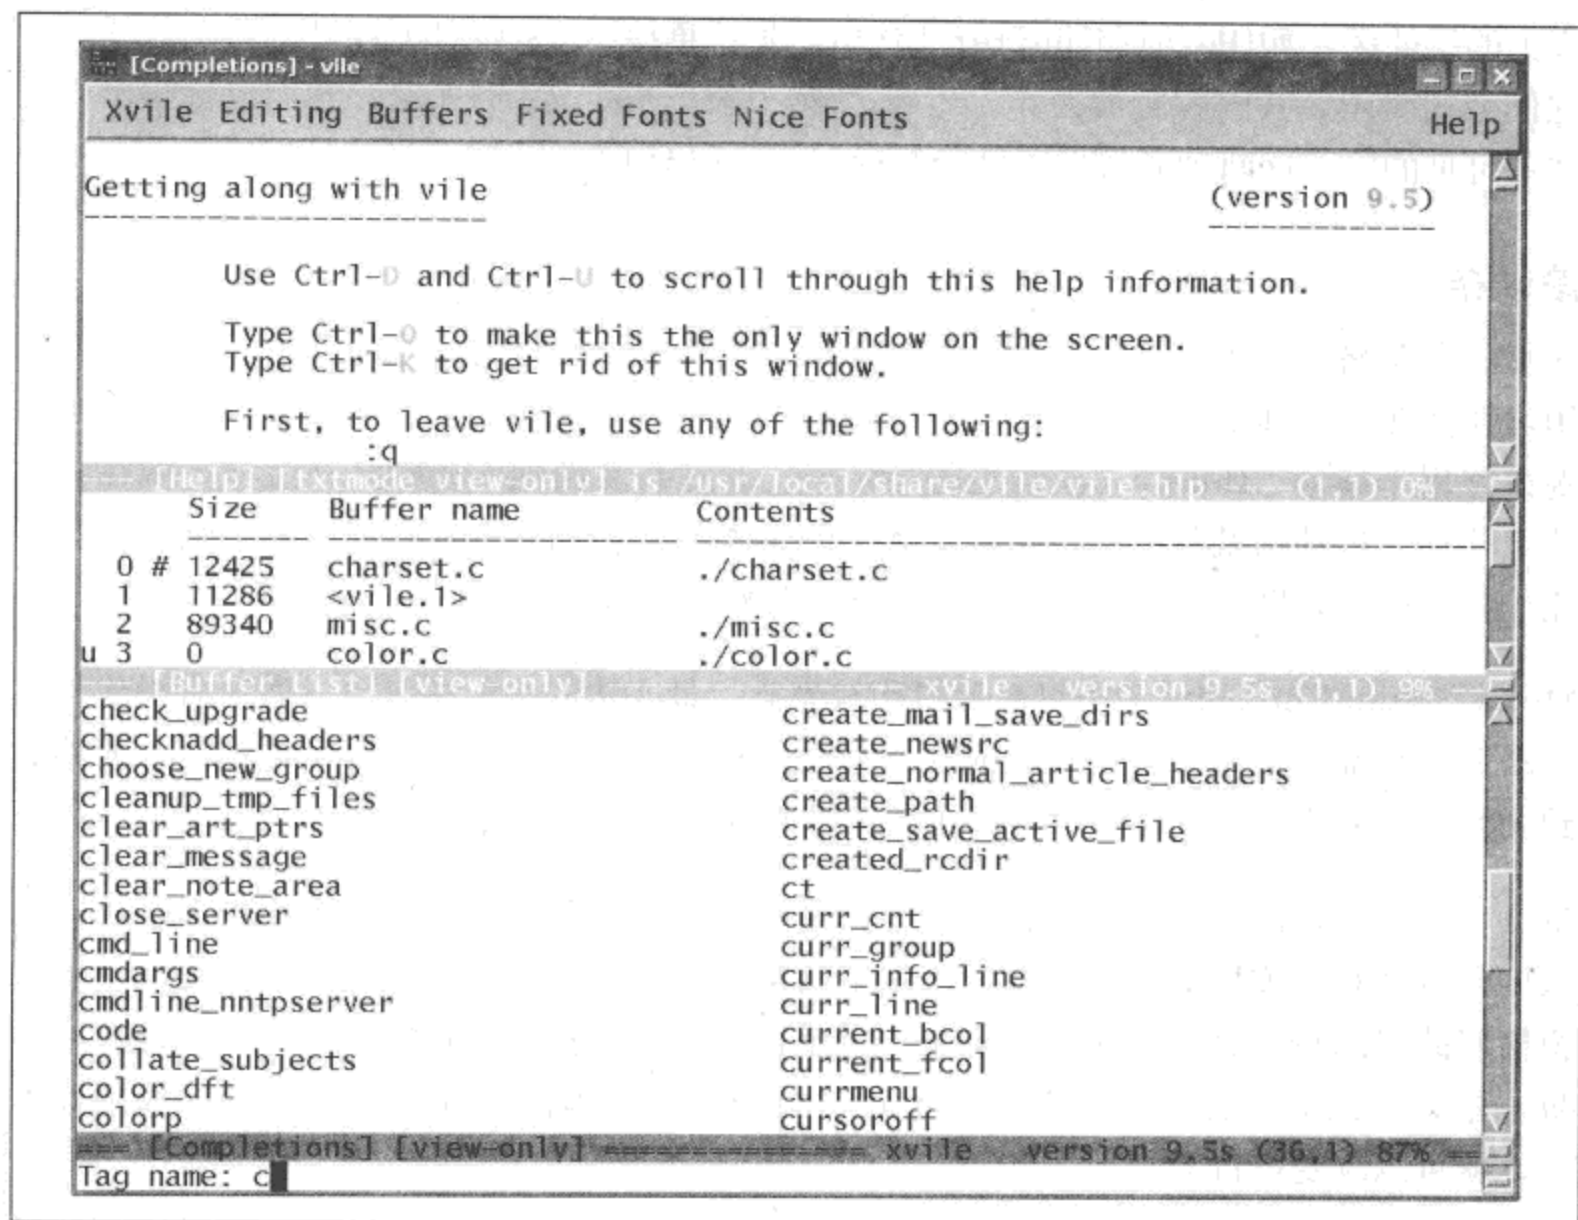 [Completions] - vile
Xvile Editing Buffers Fixed Fonts Nice Fonts Help
Getting along with vile (version 9.5)
----------------------- -------------
Use Ctrl-D and Ctrl-U to scroll through this help information.
Type Ctrl-O to make this the only window on the screen.
Type Ctrl-K to get rid of this window.
First, to leave vile, use any of the following:
:q
--- [Help] [txtmode view-only] is /usr/local/share/vile/vile.hlp ----(1,1) 0% --
Size Buffer name Contents
------- -------------------- ---------------------------------------------
0 # 12425 charset.c ./charset.c
1 11286 <vile.1>
2 89340 misc.c ./misc.c
u 3 0 color.c ./color.c
--- [Buffer List] [view-only] ----------------- xvile version 9.5s (1,1) 9% --
check_upgrade create_mail_save_dirs
checknadd_headers create_newsrc
choose_new_group create_normal_article_headers
cleanup_tmp_files create_path
clear_art_ptrs create_save_active_file
clear_message created_rcdir
clear_note_area ct
close_server curr_cnt
cmd_line curr_group
cmdargs curr_info_line
cmdline_nntpserver curr_line
code current_bcol
collate_subjects current_fcol
color_dft currmenu
colorp cursoroff
=== [Completions] [view-only] =============== xvile version 9.5s (36,1) 87% ==
Tag name: c